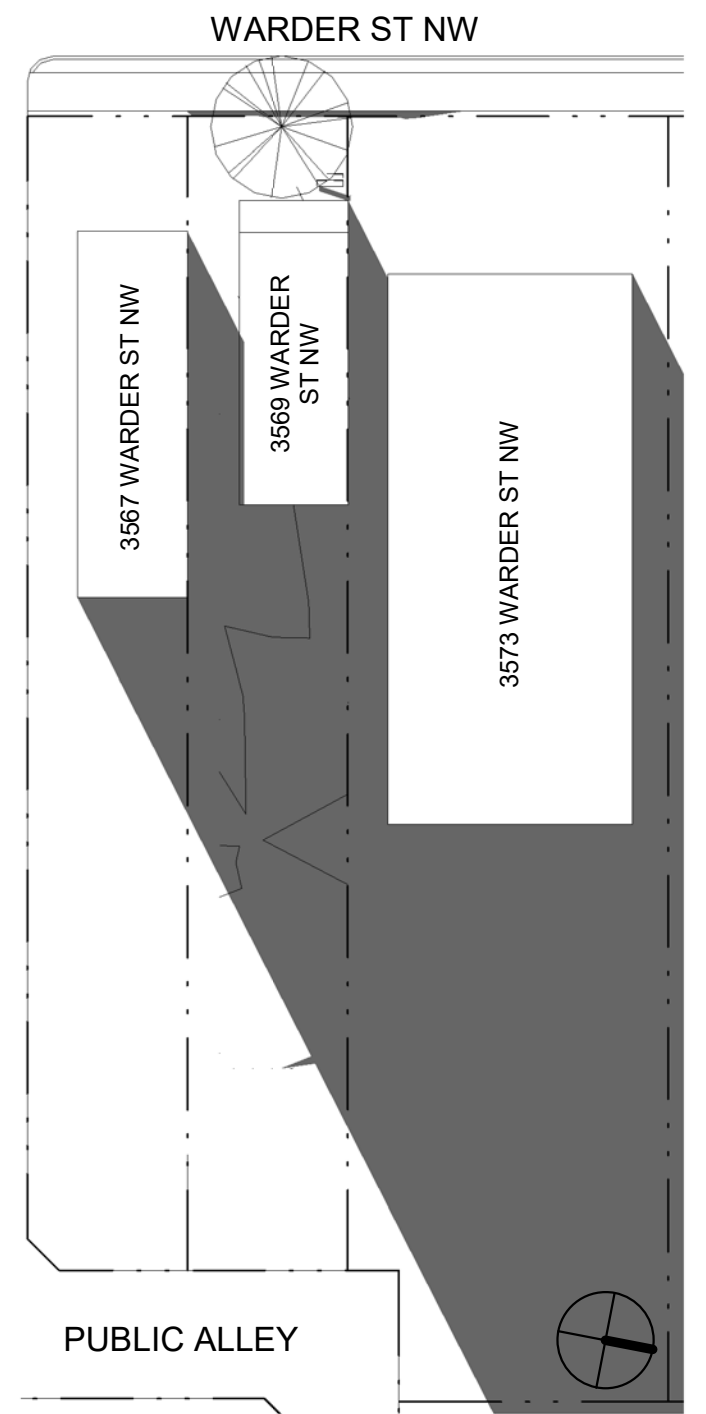 WARDER ST NW
3567 WARDER ST NW
3569 WARDER
ST NW
3573 WARDER ST NW
PUBLIC ALLEY